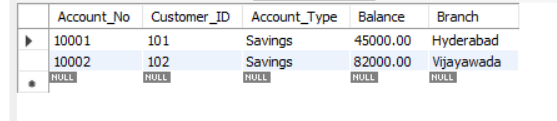 Account_No Customer_ID Account_Type Balance Branch
10001 101 Savings 45000.00 Hyderabad
10002 102 Savings 82000.00 Vijayawada
NULL NULL NULL NULL NULL